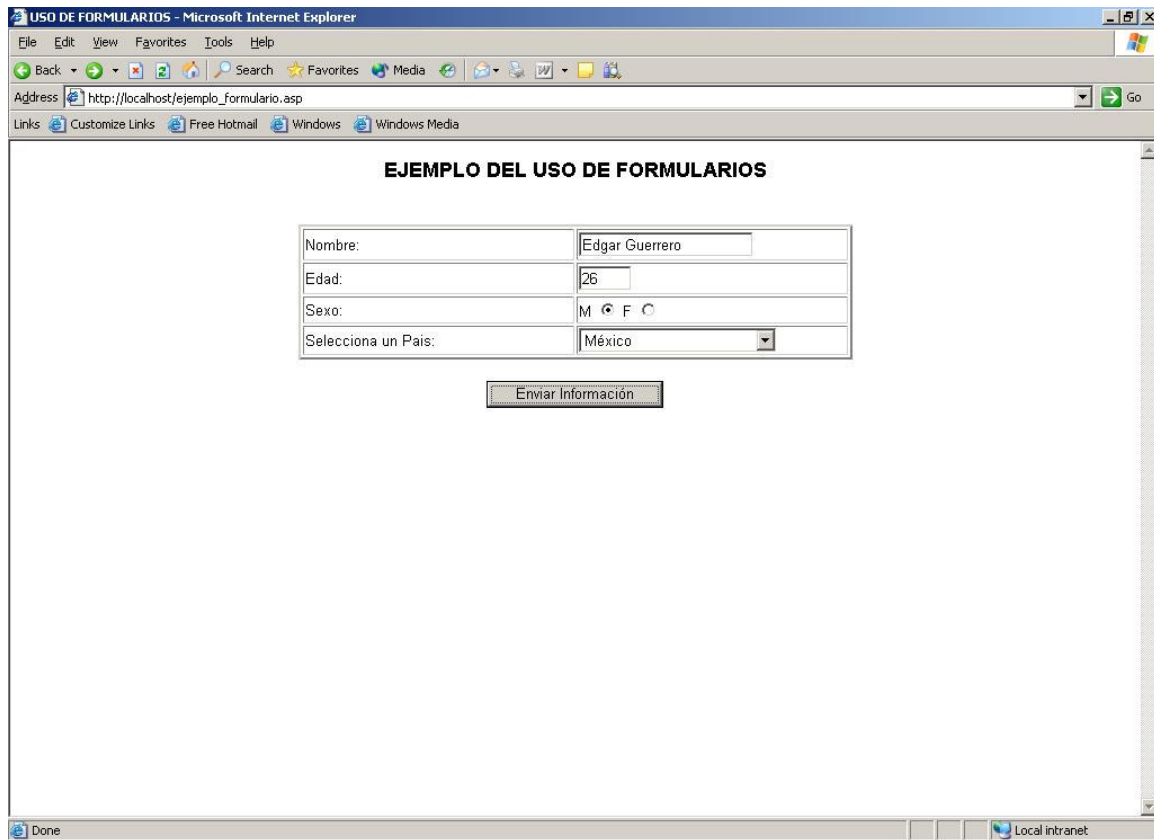 USO DE FORMULARIOS - Microsoft Internet Explorer
File Edit View Favorites Tools Help
Back Search Favorites Media
Address http://localhost/ejemplo_formulario.asp Go
Links Customize Links Free Hotmail Windows Windows Media
EJEMPLO DEL USO DE FORMULARIOS
Nombre: Edgar Guerrero
Edad: 26
Sexo: M F
Selecciona un Pais: México
Enviar Información
Done Local intranet